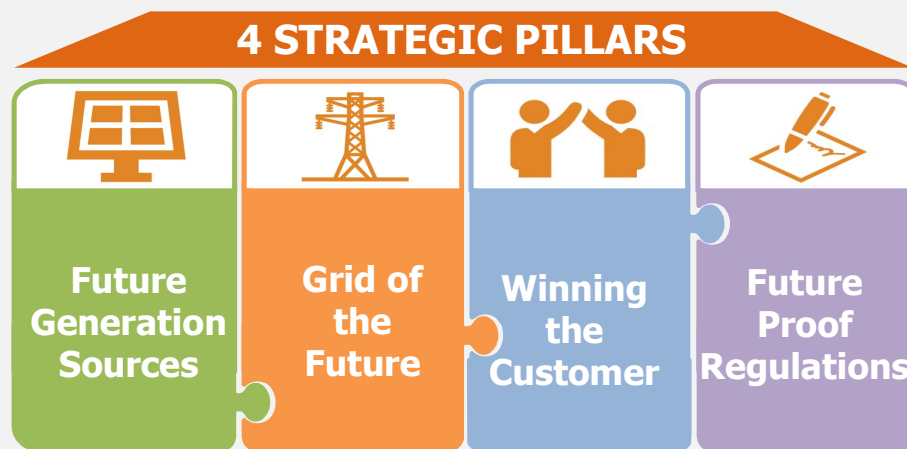 4 STRATEGIC PILLARS
Future
Generation
Sources
Grid of
the
Future
Winning
the
Customer
Future
Proof
Regulations